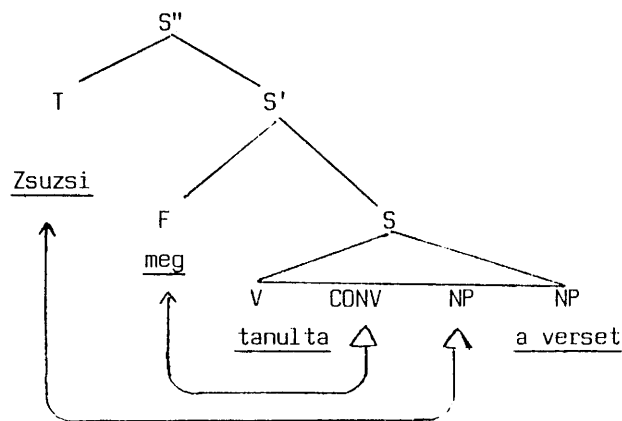 S"
T S'
Zsuzsi
F S
meg
V CONV NP NP
tanulta a verset